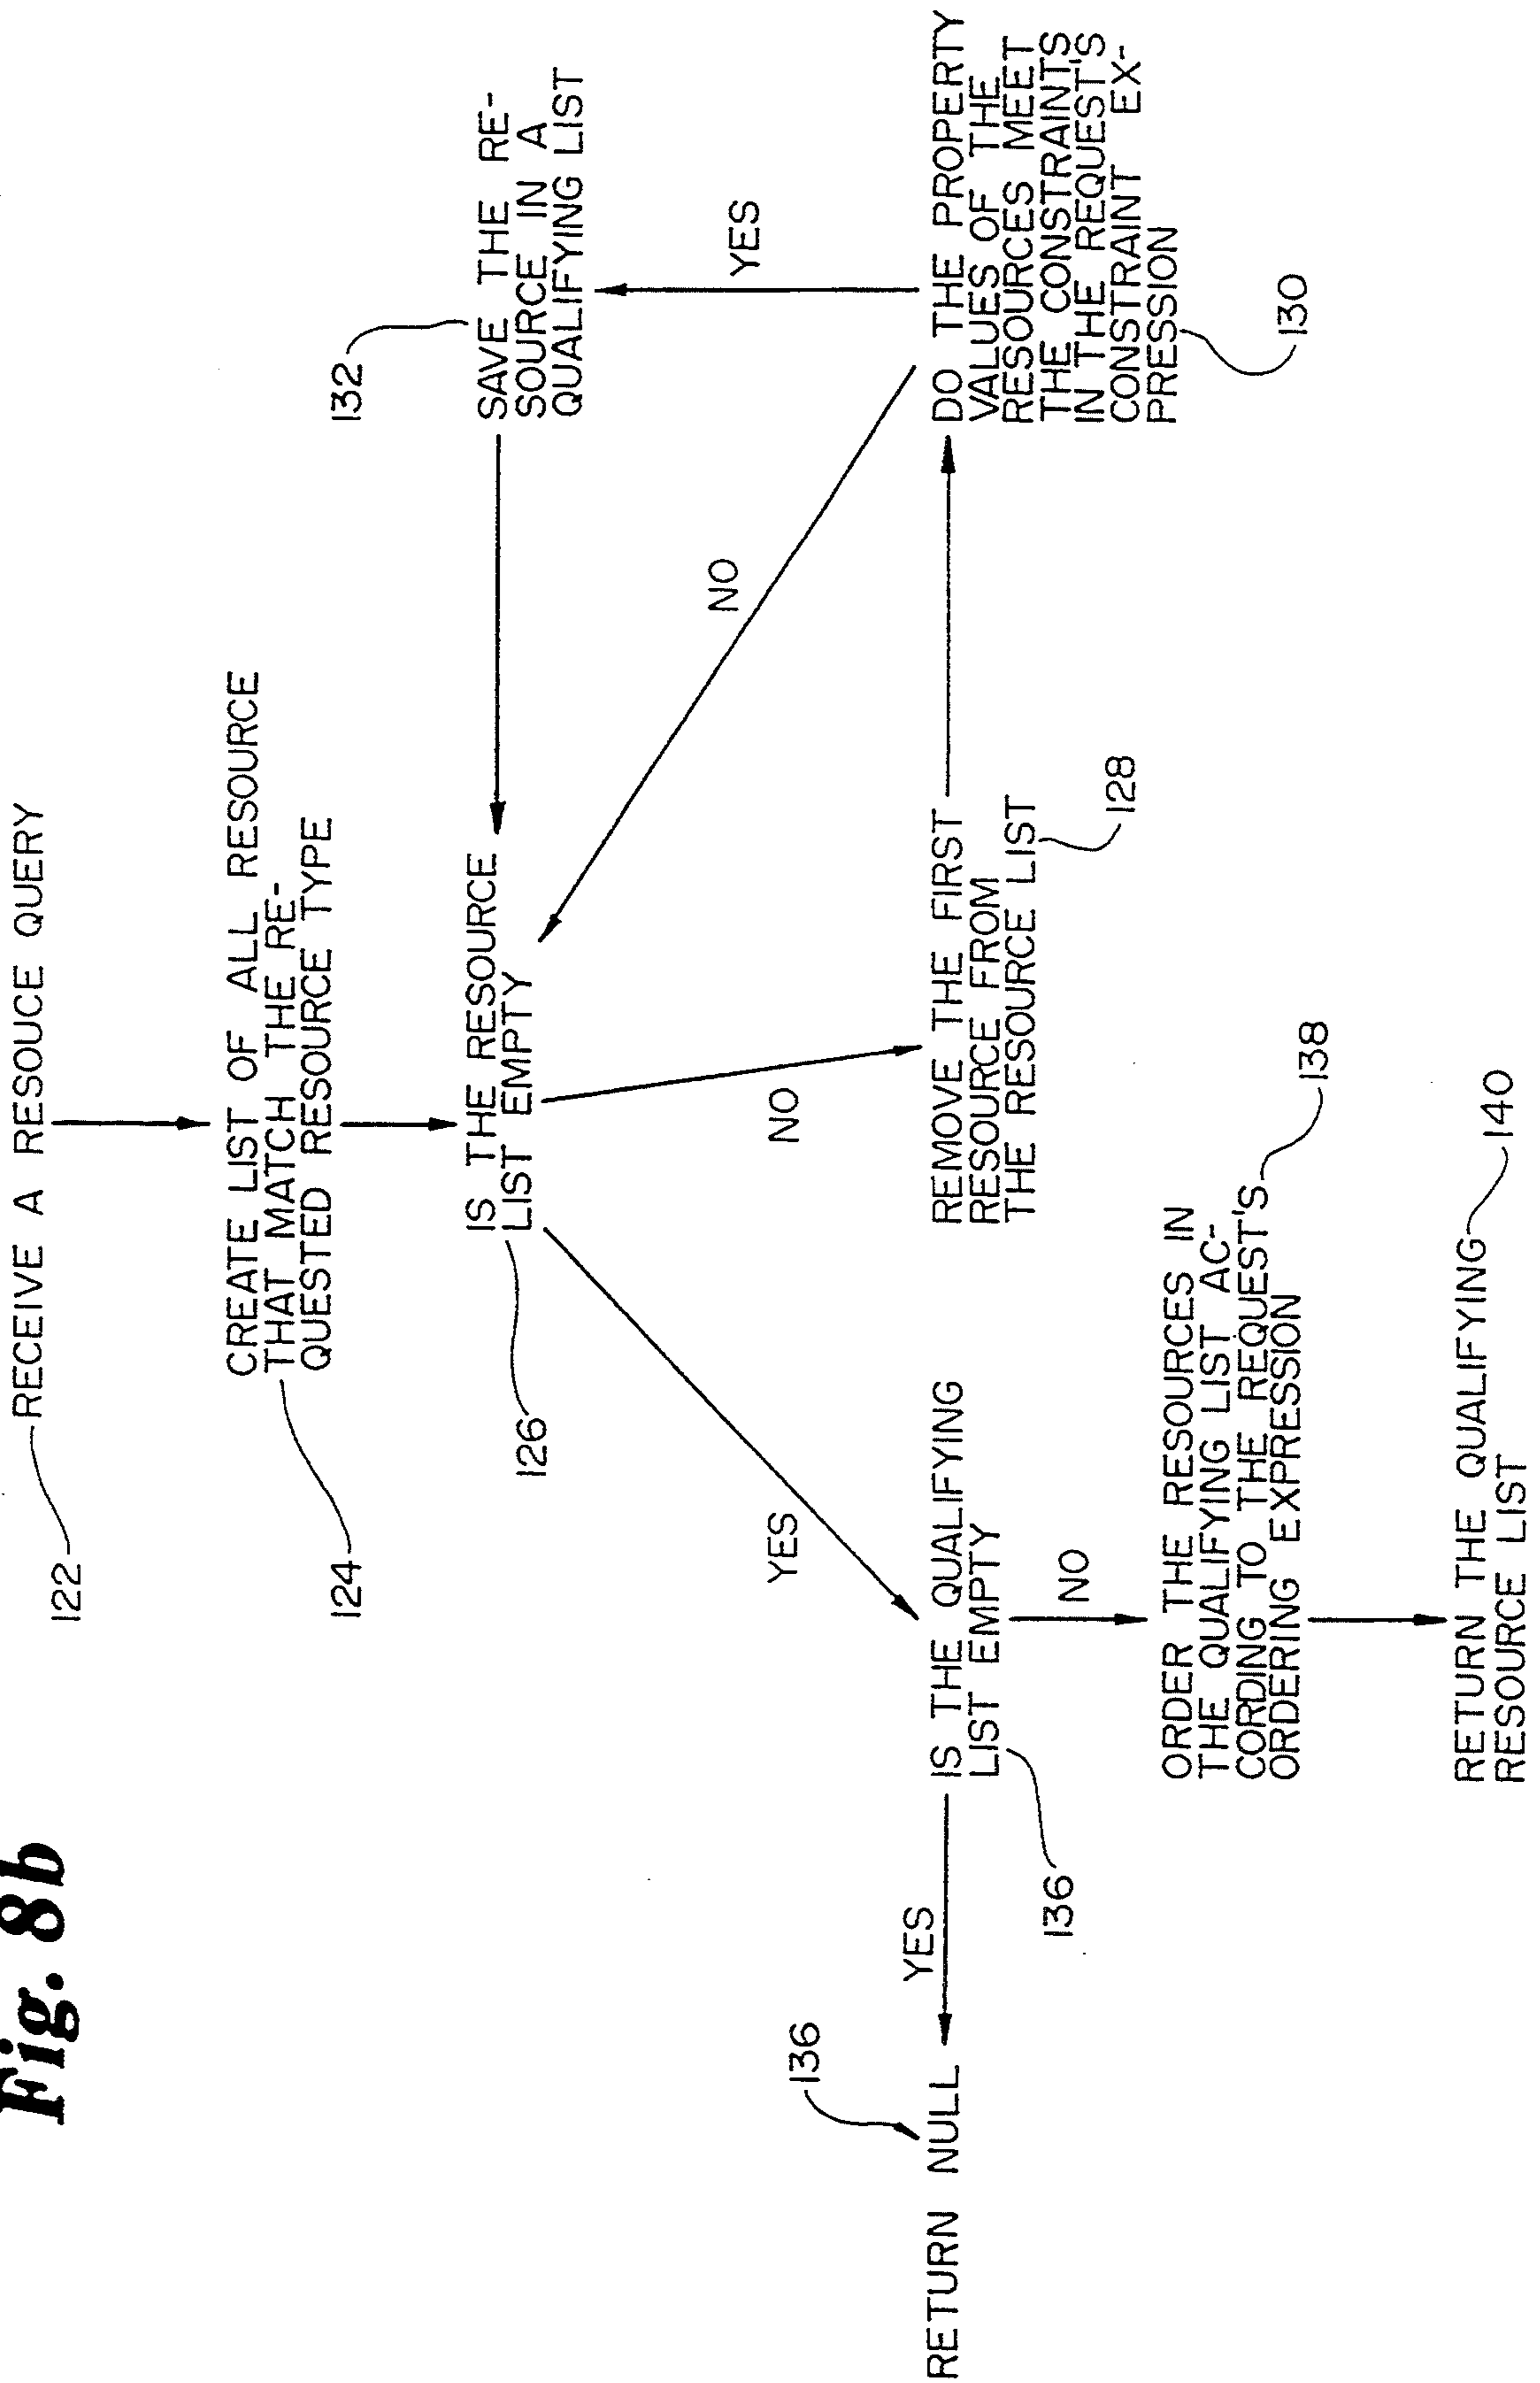 Fig. 8b
122
RECEIVE A RESOUCE QUERY
124
CREATE LIST OF ALL RESOURCE
THAT MATCH THE RE-
QUESTED RESOURCE TYPE
126
IS THE RESOURCE
LIST EMPTY
132
SAVE THE RE-
SOURCE IN A
QUALIFYING LIST
YES
NO
NO
YES
136
RETURN NULL
YES
IS THE QUALIFYING
LIST EMPTY
136
REMOVE THE FIRST
RESOURCE FROM
THE RESOURCE LIST
128
DO THE PROPERTY
VALUES OF THE
RESOURCES MEET
THE CONSTRAINTS
IN THE REQUEST'S
CONSTRAINT EX-
PRESSION
130
NO
ORDER THE RESOURCES IN
THE QUALIFYING LIST AC-
CORDING TO THE REQUEST'S
ORDERING EXPRESSION
138
RETURN THE QUALIFYING
RESOURCE LIST
140